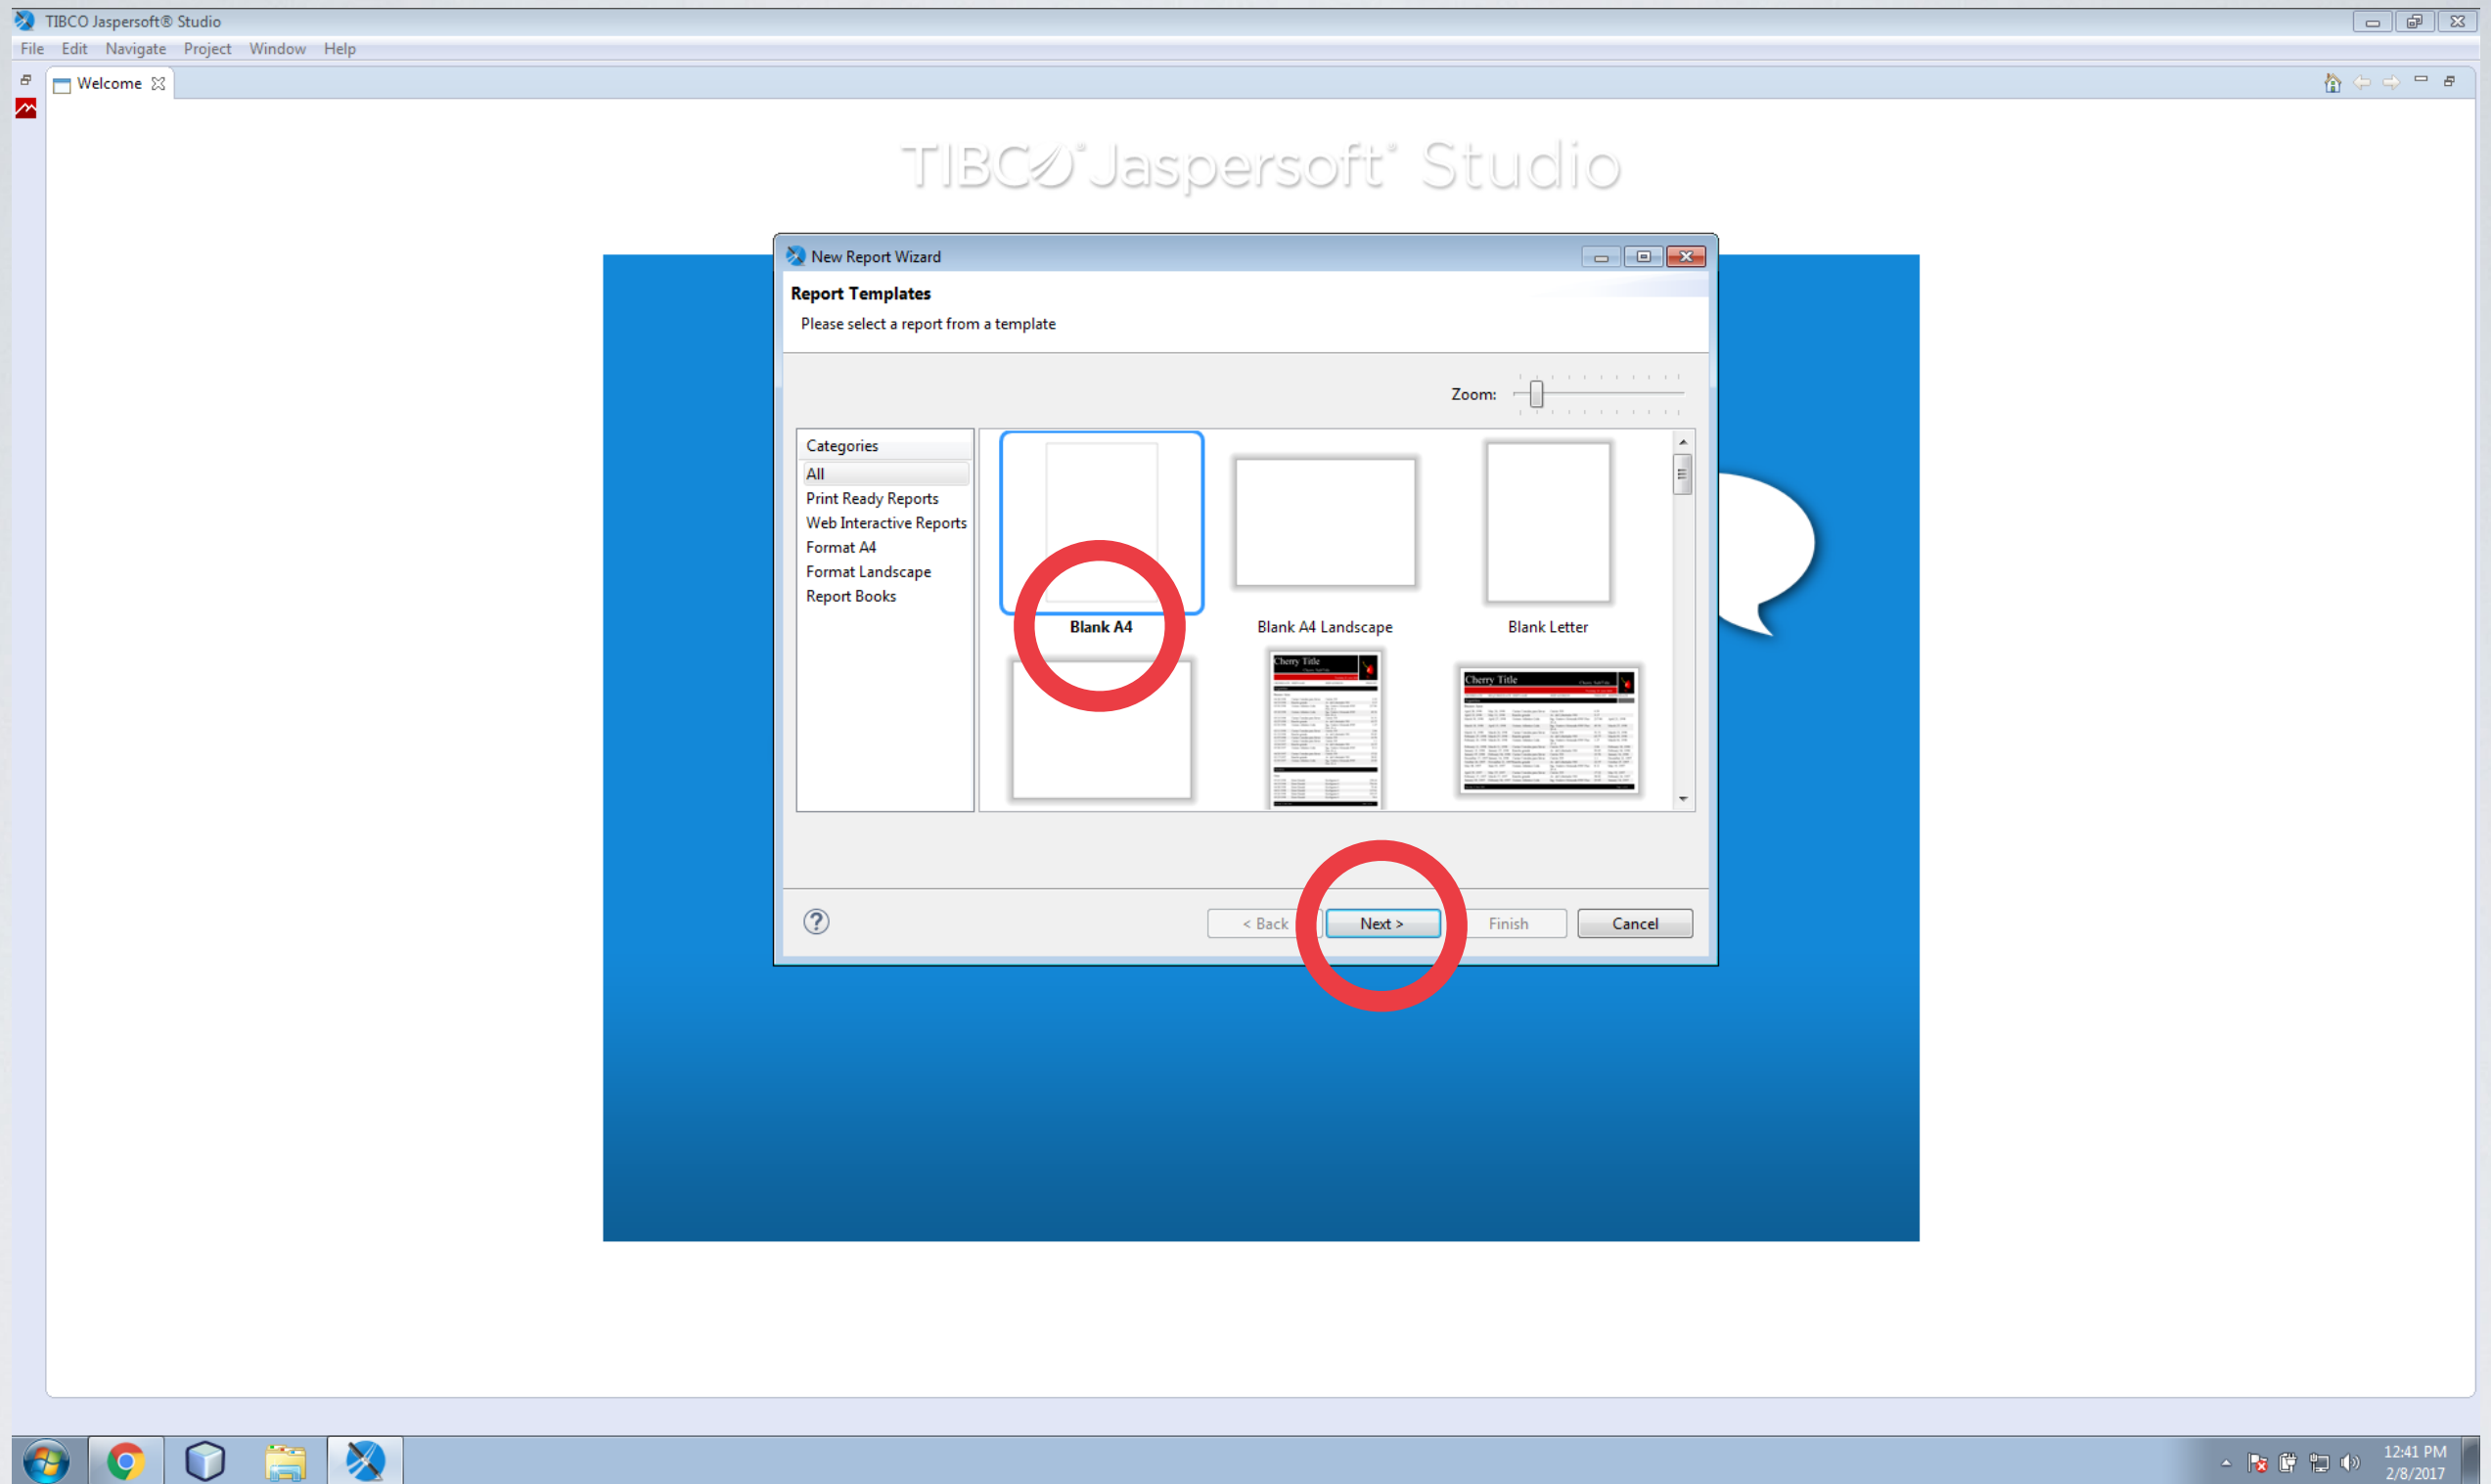 TIBCO Jaspersoft® Studio
File Edit Navigate Project Window Help
Welcome
TIBCO® Jaspersoft® Studio
New Report Wizard
Report Templates
Please select a report from a template
Zoom:
Categories
All
Print Ready Reports
Web Interactive Reports
Format A4
Format Landscape
Report Books
Blank A4
Blank A4 Landscape
Blank Letter
Cherry Title
Cherry Title
< Back
Next >
Finish
Cancel
12:41 PM
2/8/2017